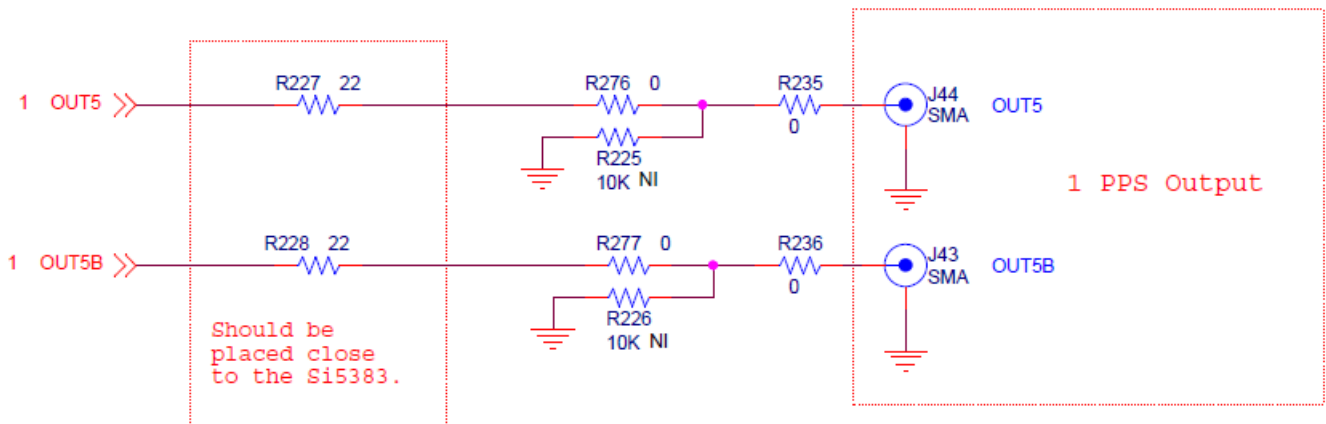 R227 22
R276 0
R235
1 OUT5
J44
SMA
OUT5
0
R225
10K NI
1 PPS Output
R228 22
R277 0
R236
1 OUT5B
J43
SMA
OUT5B
0
R226
10K NI
Should be
placed close
to the Si5383.